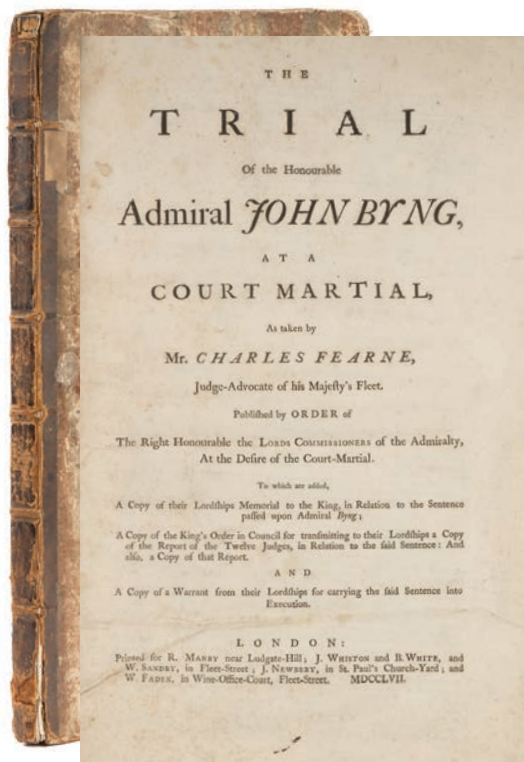 THE
TRIAL
Of the Honourable
Admiral JOHN BYNG,
AT A
COURT MARTIAL,
As taken by
Mr. CHARLES FEARNE,
Judge-Advocate of his Majeſty's Fleet.
Publiſhed by ORDER of
The Right Honourable the LORDS COMMISSIONERS of the Admiralty,
At the Deſire of the Court-Martial.
To which are added,
A Copy of their Lordſhips Memorial to the King, in Relation to the Sentence
paſſed upon Admiral Byng;
A Copy of the King's Order in Council for tranſmitting to their Lordſhips a Copy
of the Report of the Twelve Judges, in Relation to the ſaid Sentence: And
alſo, a Copy of that Report.
AND
A Copy of a Warrant from their Lordſhips for carrying the ſaid Sentence into
Execution.
LONDON:
Printed for R. MANBY near Ludgate-Hill; J. WHISTON and B. WHITE, and
W. SANDBY, in Fleet-Street; J. NEWBERY, in St. Paul's Church-Yard; and
W. FADEN, in Wine-Office-Court, Fleet-Street. MDCCLVII.